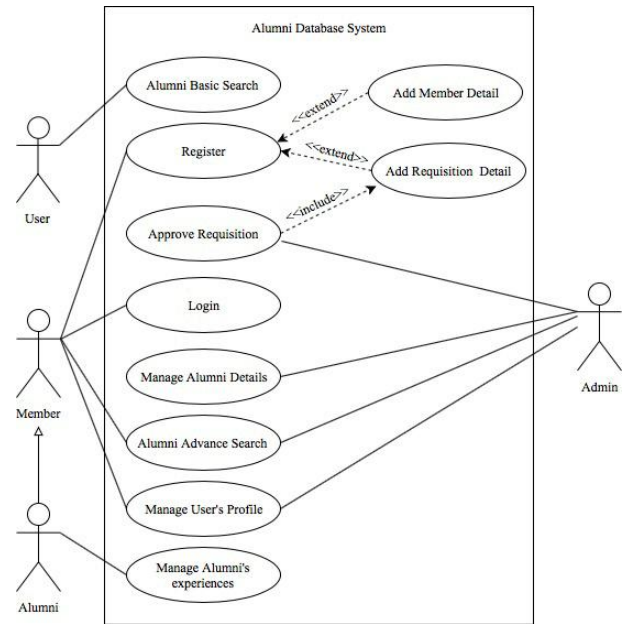 Alumni Database System
Alumni Basic Search
<<extend>>
Add Member Detail
Register
<<extend>>
Add Requisition Detail
User
<<include>>
Approve Requisition
Login
Member
Admin
Manage Alumni Details
Alumni Advance Search
Manage User's Profile
Manage Alumni's
experiences
Alumni